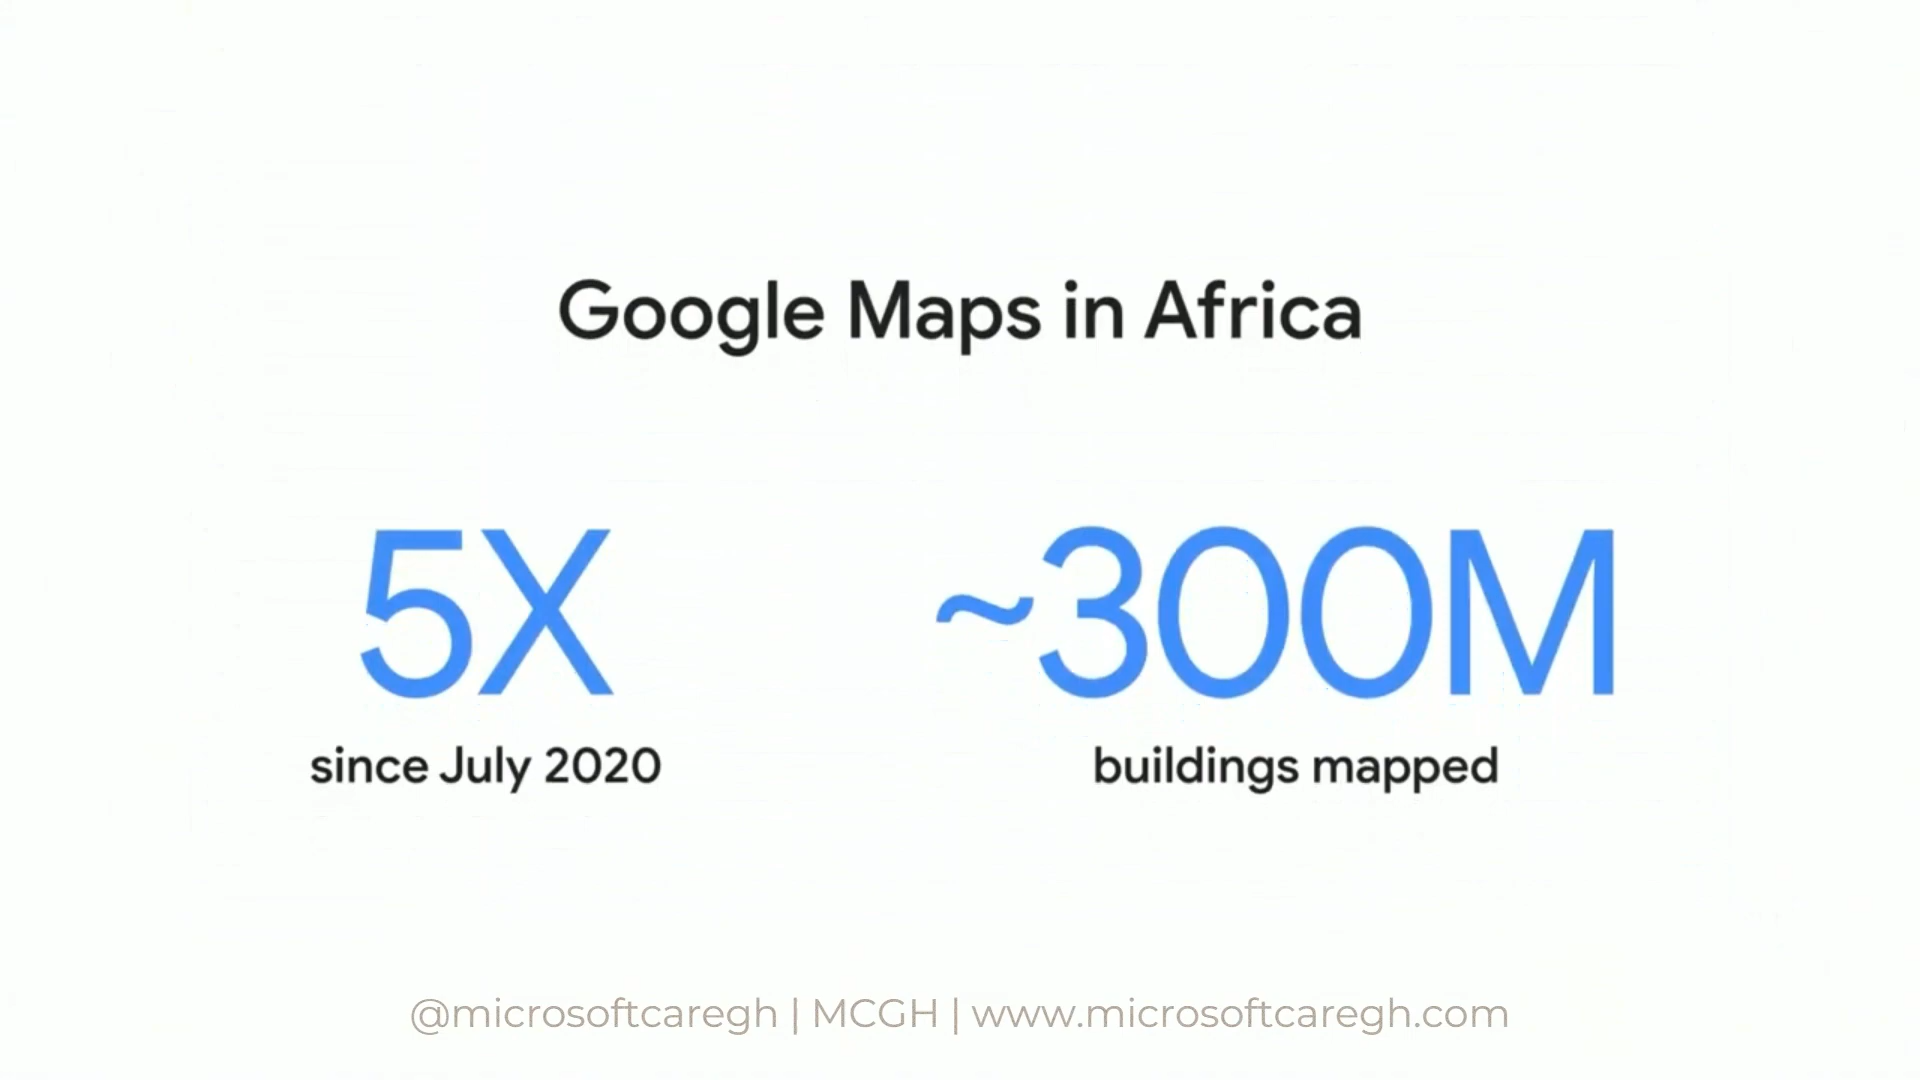 Google Maps in Africa
5X
since July 2020
~300M
buildings mapped
@microsoftcaregh | MCGH | www.microsoftcaregh.com